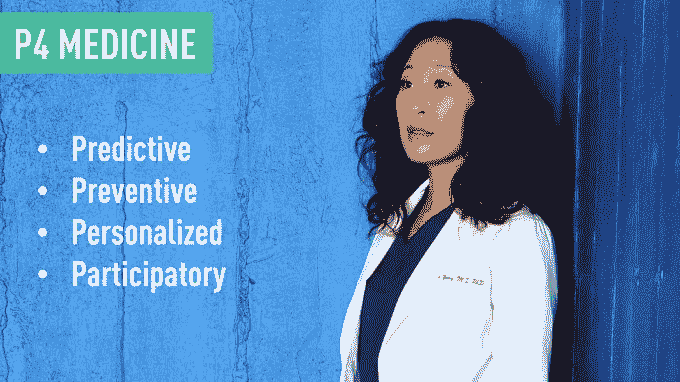 P4 MEDICINE
• Predictive
• Preventive
• Personalized
• Participatory